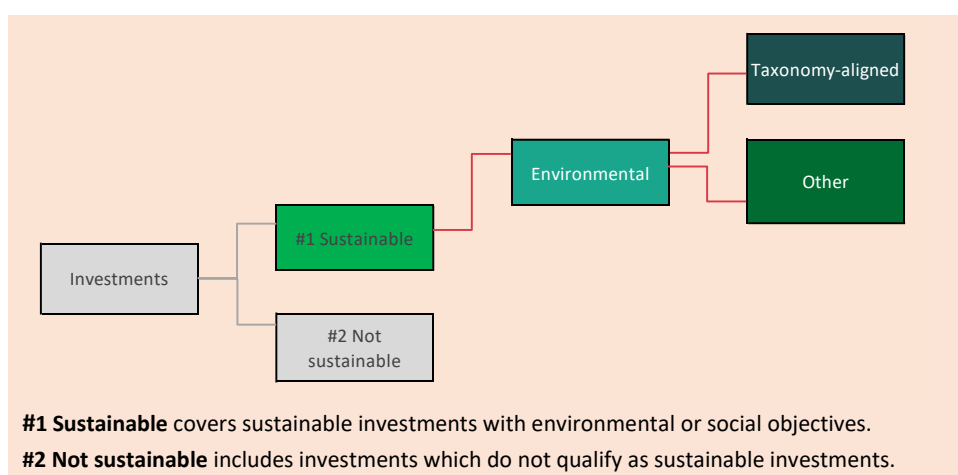 Taxonomy-aligned
Environmental
Other
#1 Sustainable
Investments
#2 Not
sustainable
#1 Sustainable covers sustainable investments with environmental or social objectives.
#2 Not sustainable includes investments which do not qualify as sustainable investments.